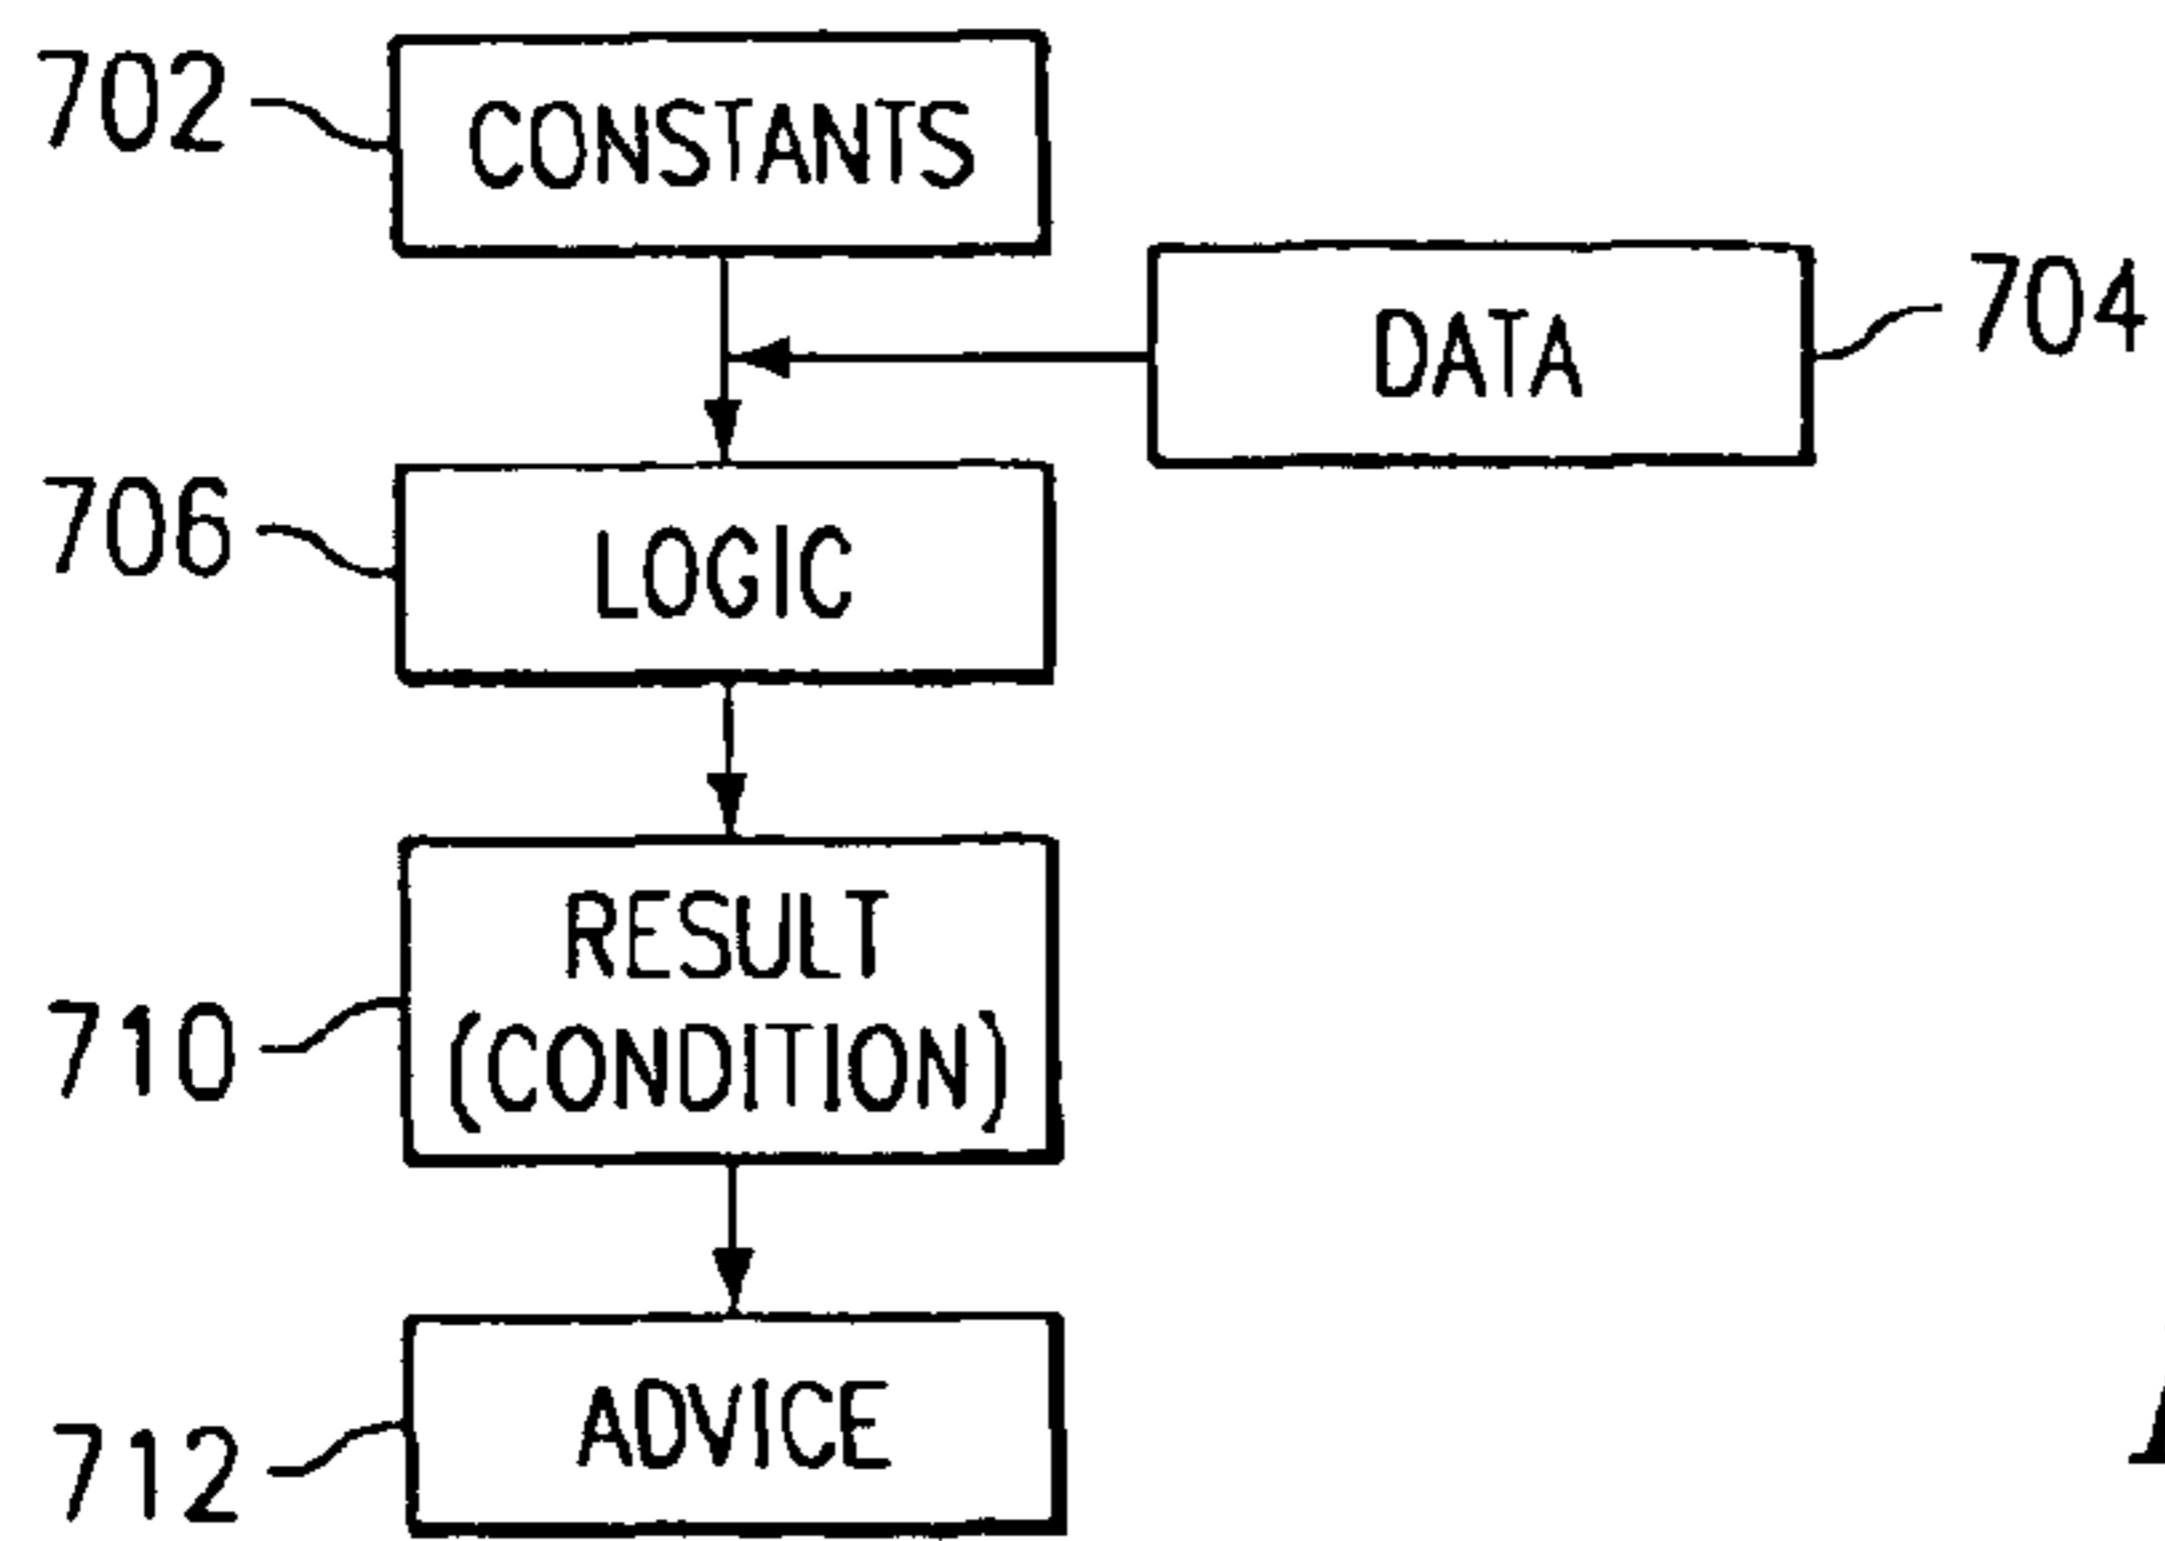 702
CONSTANTS
DATA
704
706
LOGIC
RESULT
710
(CONDITION)
712
ADVICE